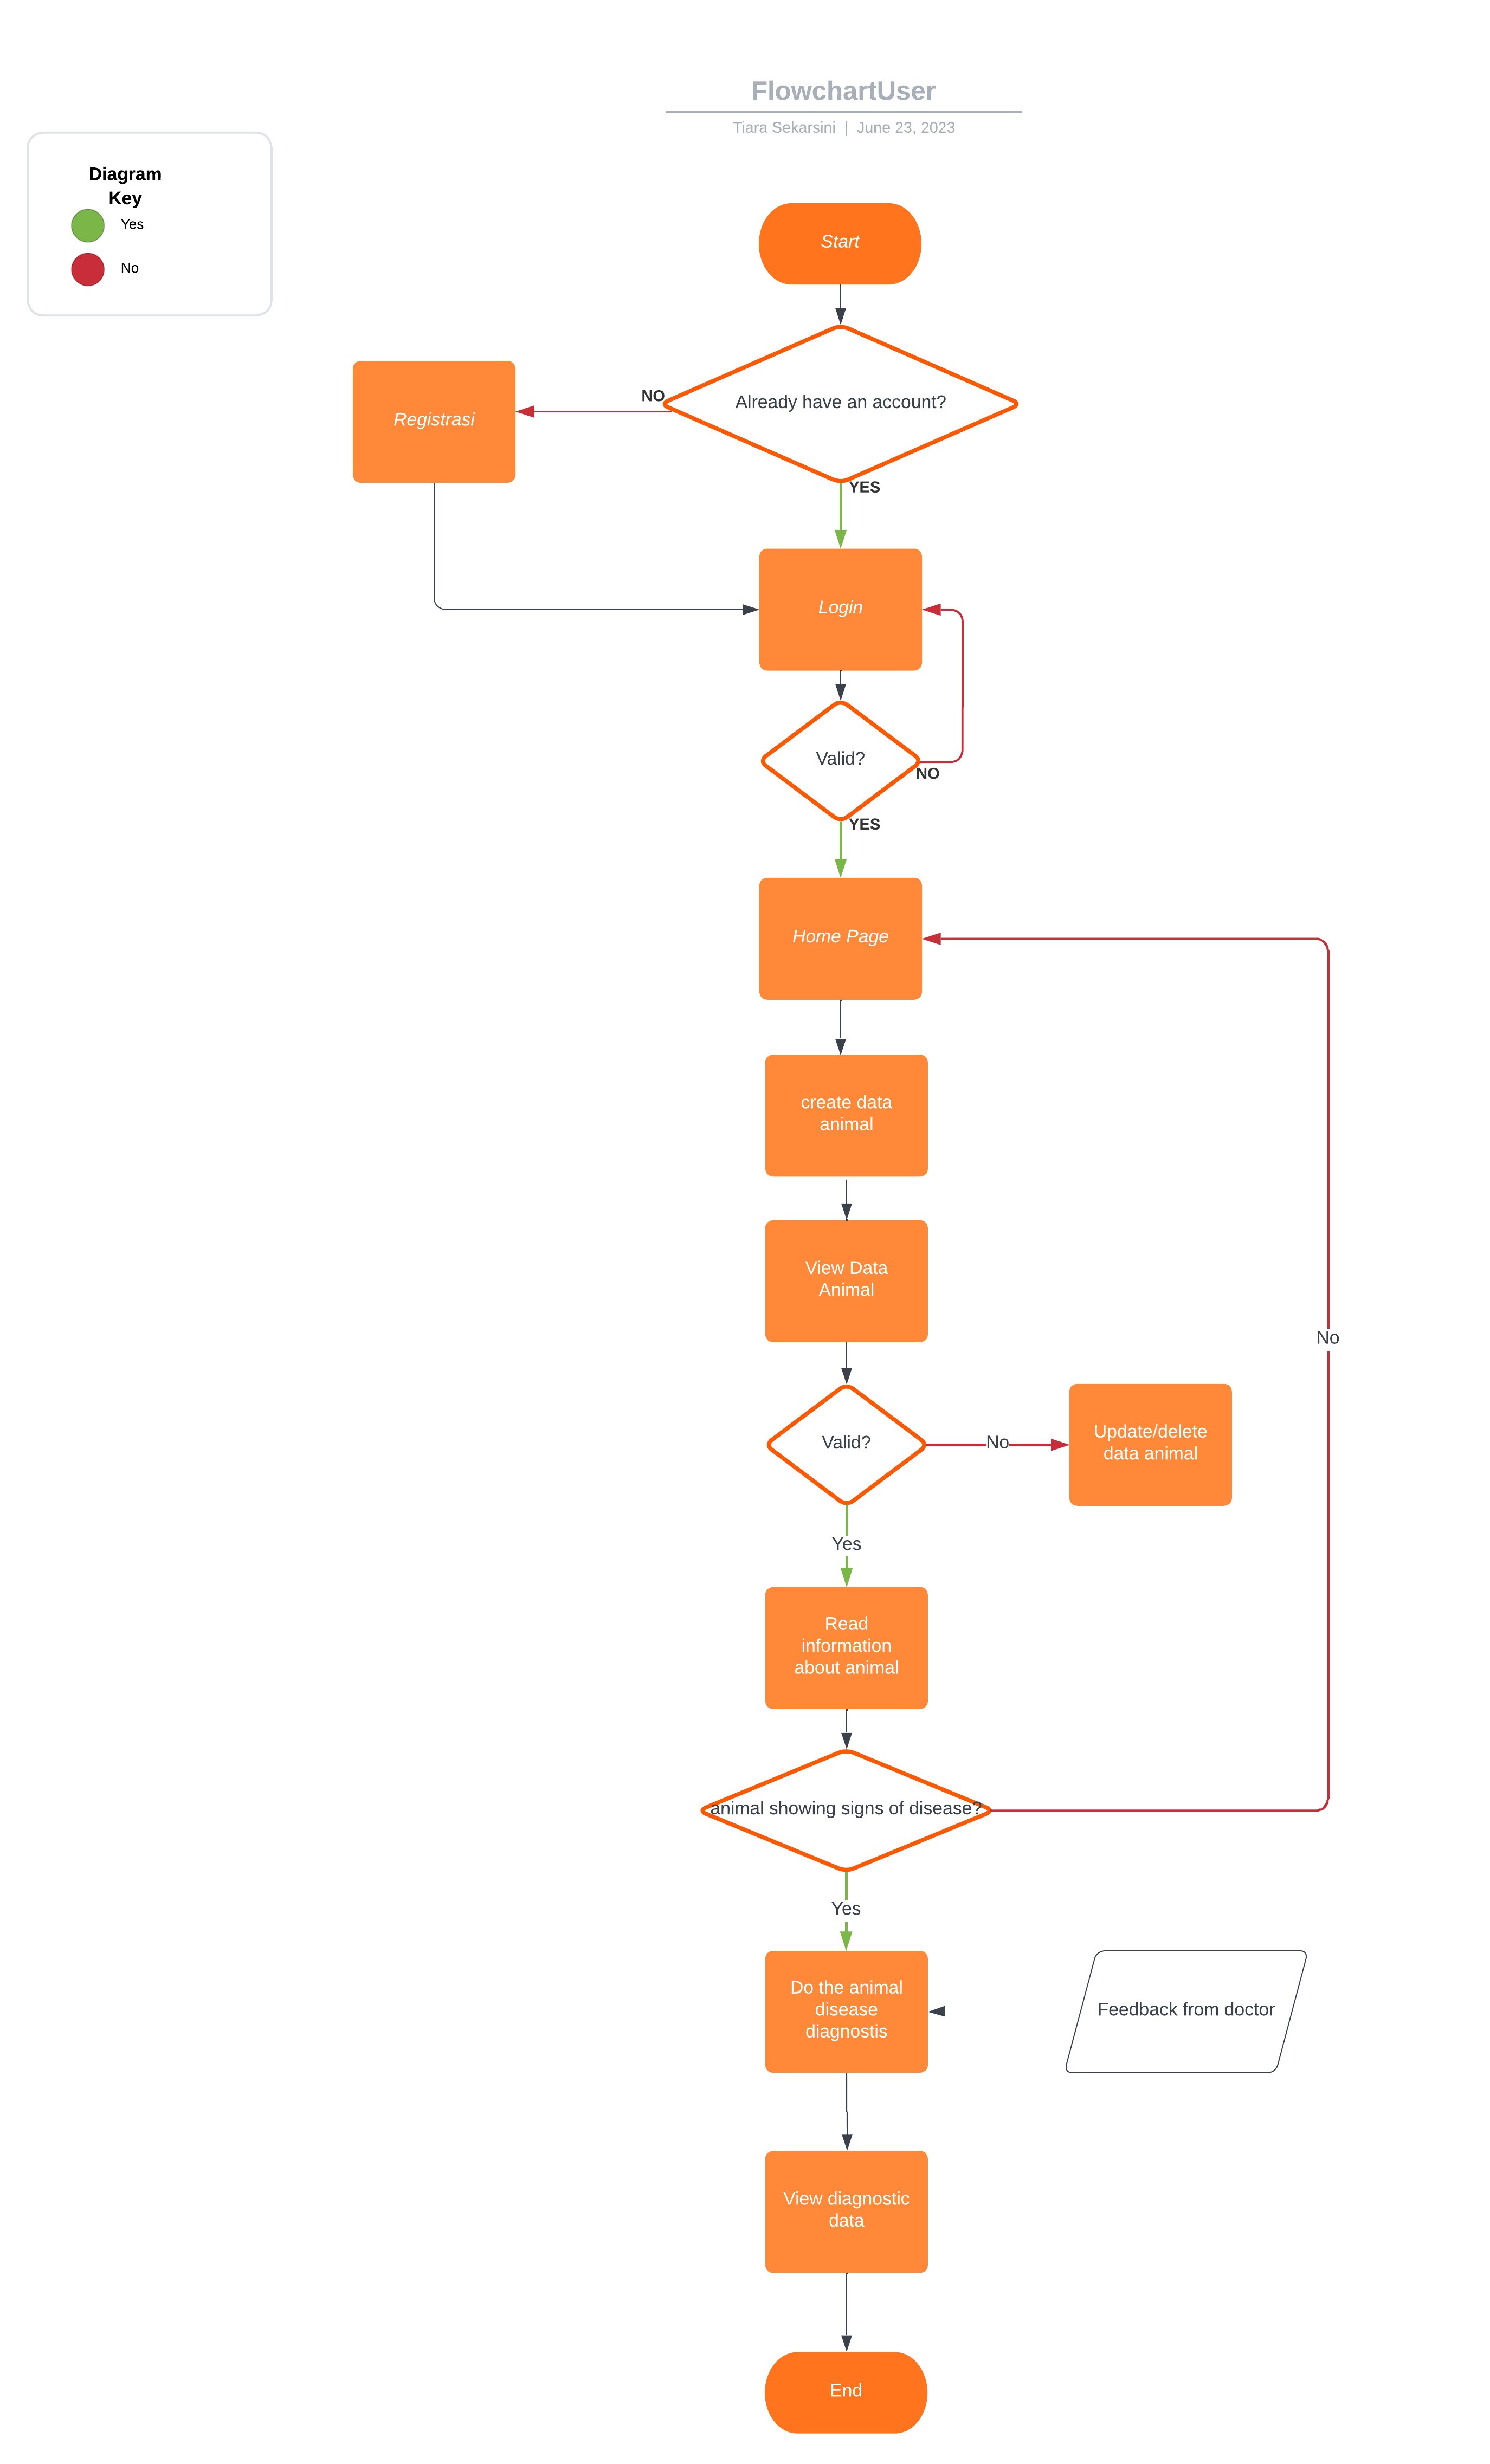 FlowchartUser
Tiara Sekarsini | June 23, 2023
Diagram
Key
Yes
No
Start
Already have an account?
NO
Registrasi
YES
Login
Valid?
NO
YES
Home Page
create data
animal
View Data
Animal
No
Valid?
No
Update/delete
data animal
Yes
Read
information
about animal
animal showing signs of disease?
Yes
Do the animal
disease
diagnostis
Feedback from doctor
View diagnostic
data
End